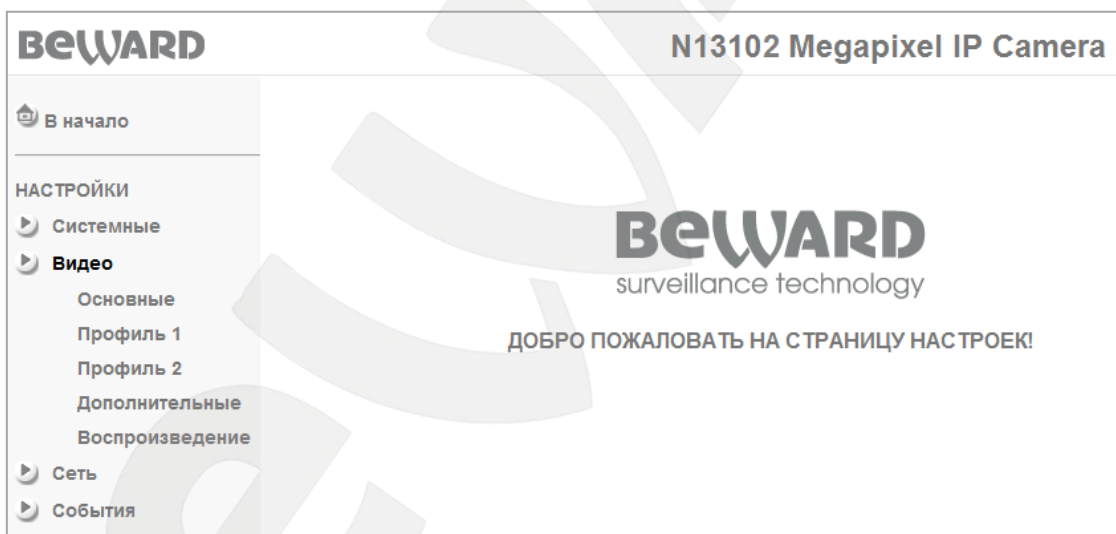 BEWARD
N13102 Megapixel IP Camera
В начало
НАСТРОЙКИ
Системные
Видео
Основные
Профиль 1
Профиль 2
Дополнительные
Воспроизведение
Сеть
События
BEWARD
surveillance technology
ДОБРО ПОЖАЛОВАТЬ НА СТРАНИЦУ НАСТРОЕК!